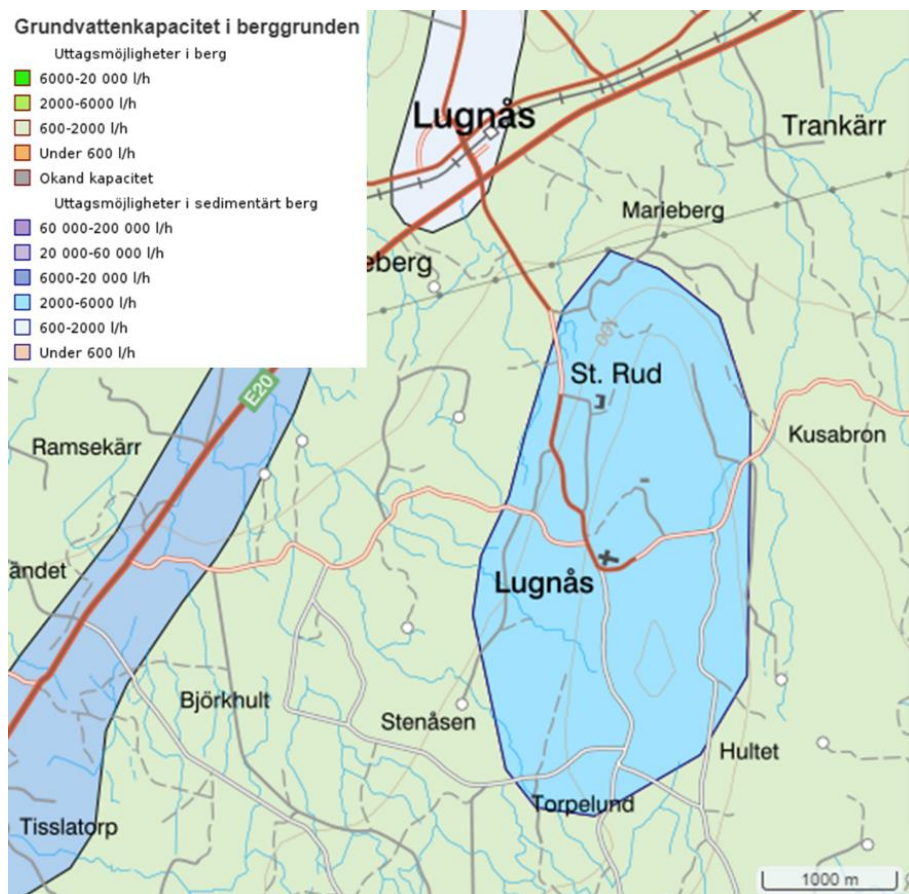 Grundvattenkapacitet i berggrunden
Uttagsmöjligheter i berg
6000-20 000 l/h
2000-6000 l/h
600-2000 l/h
Under 600 l/h
Okand kapacitet
Uttagsmöjligheter i sedimentärt berg
60 000-200 000 l/h
20 000-60 000 l/h
6000-20 000 l/h
2000-6000 l/h
600-2000 l/h
Under 600 l/h
Lugnås
Trankärr
Marieberg
eberg
100
St. Rud
E20
Kusabron
Ramsekärr
ändet
Lugnås
Björkhult
Stenåsen
Hultet
Torpelund
Tisslatorp
1000 m